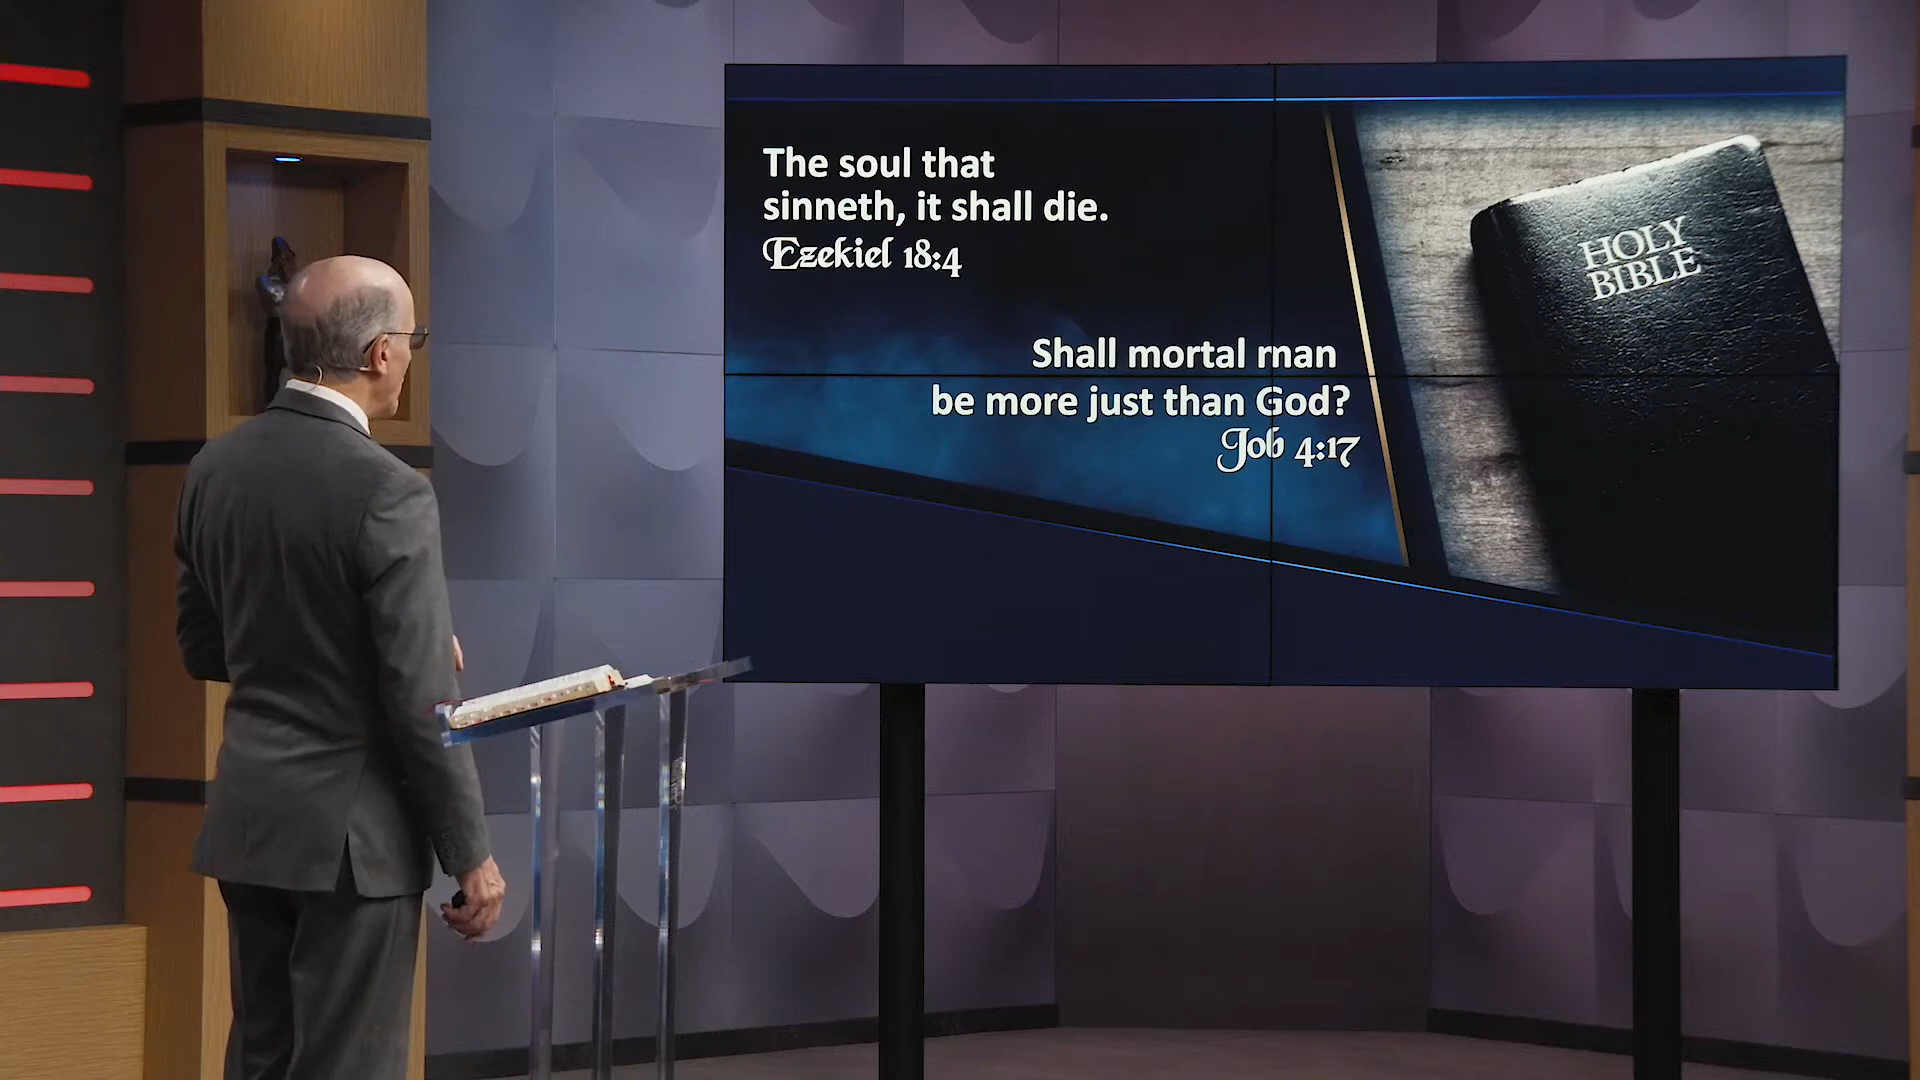 The soul that
sinneth, it shall die.
Ezekiel 18:4
Shall mortal man
be more just than God?
Job 4:17
HOLY
BIBLE